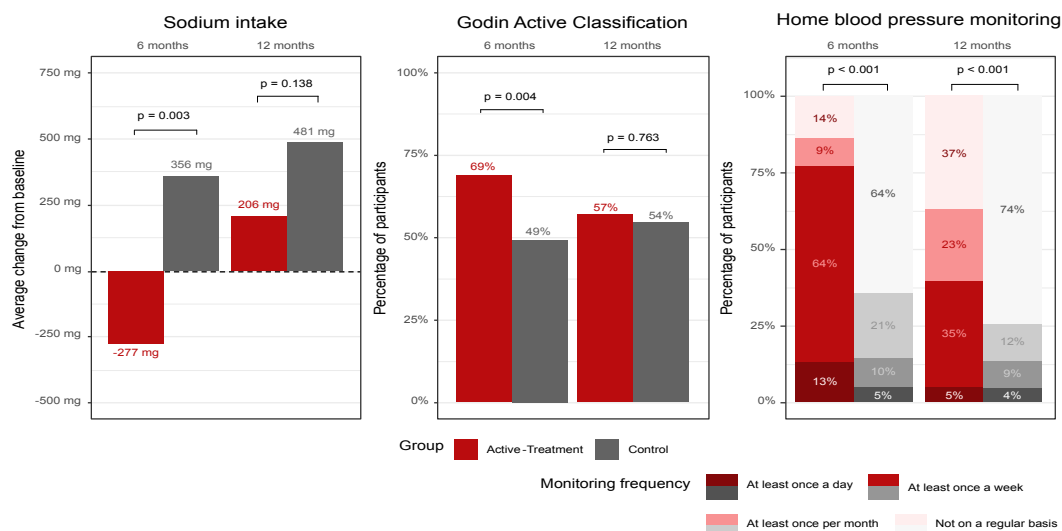 Sodium intake
6 months 12 months
Average change from baseline
750 mg
500 mg
250 mg
0 mg
-250 mg
-500 mg
p = 0.003
p = 0.138
-277 mg
356 mg
206 mg
481 mg
Godin Active Classification
6 months 12 months
Percentage of participants
100%
75%
50%
25%
0%
p = 0.004
p = 0.763
69%
49%
57%
54%
Home blood pressure monitoring
6 months 12 months
Percentage of participants
100%
75%
50%
25%
0%
p < 0.001
p < 0.001
14%
9%
64%
13%
64%
21%
10%
5%
37%
23%
35%
5%
74%
12%
9%
4%
Group Active-Treatment Control
Monitoring frequency At least once a day At least once a week
At least once per month Not on a regular basis